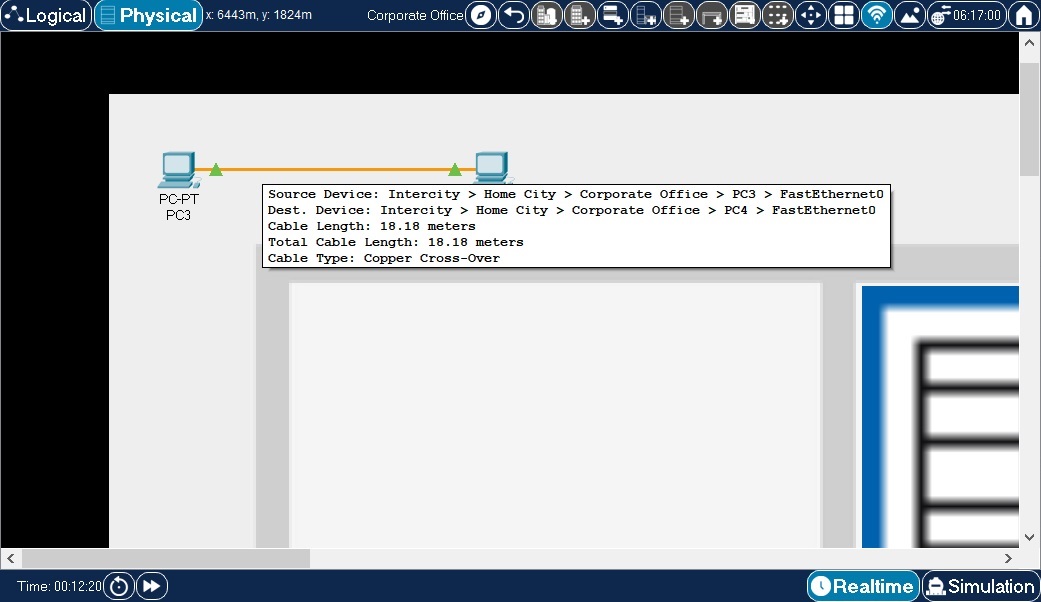 Logical
Physical
x: 6443m, y: 1824m
Corporate Office
06:17:00
PC-PT
PC3
Source Device: Intercity > Home City > Corporate Office > PC3 > FastEthernet0
Dest. Device: Intercity > Home City > Corporate Office > PC4 > FastEthernet0
Cable Length: 18.18 meters
Total Cable Length: 18.18 meters
Cable Type: Copper Cross-Over
Time: 00:12:20
Realtime
Simulation